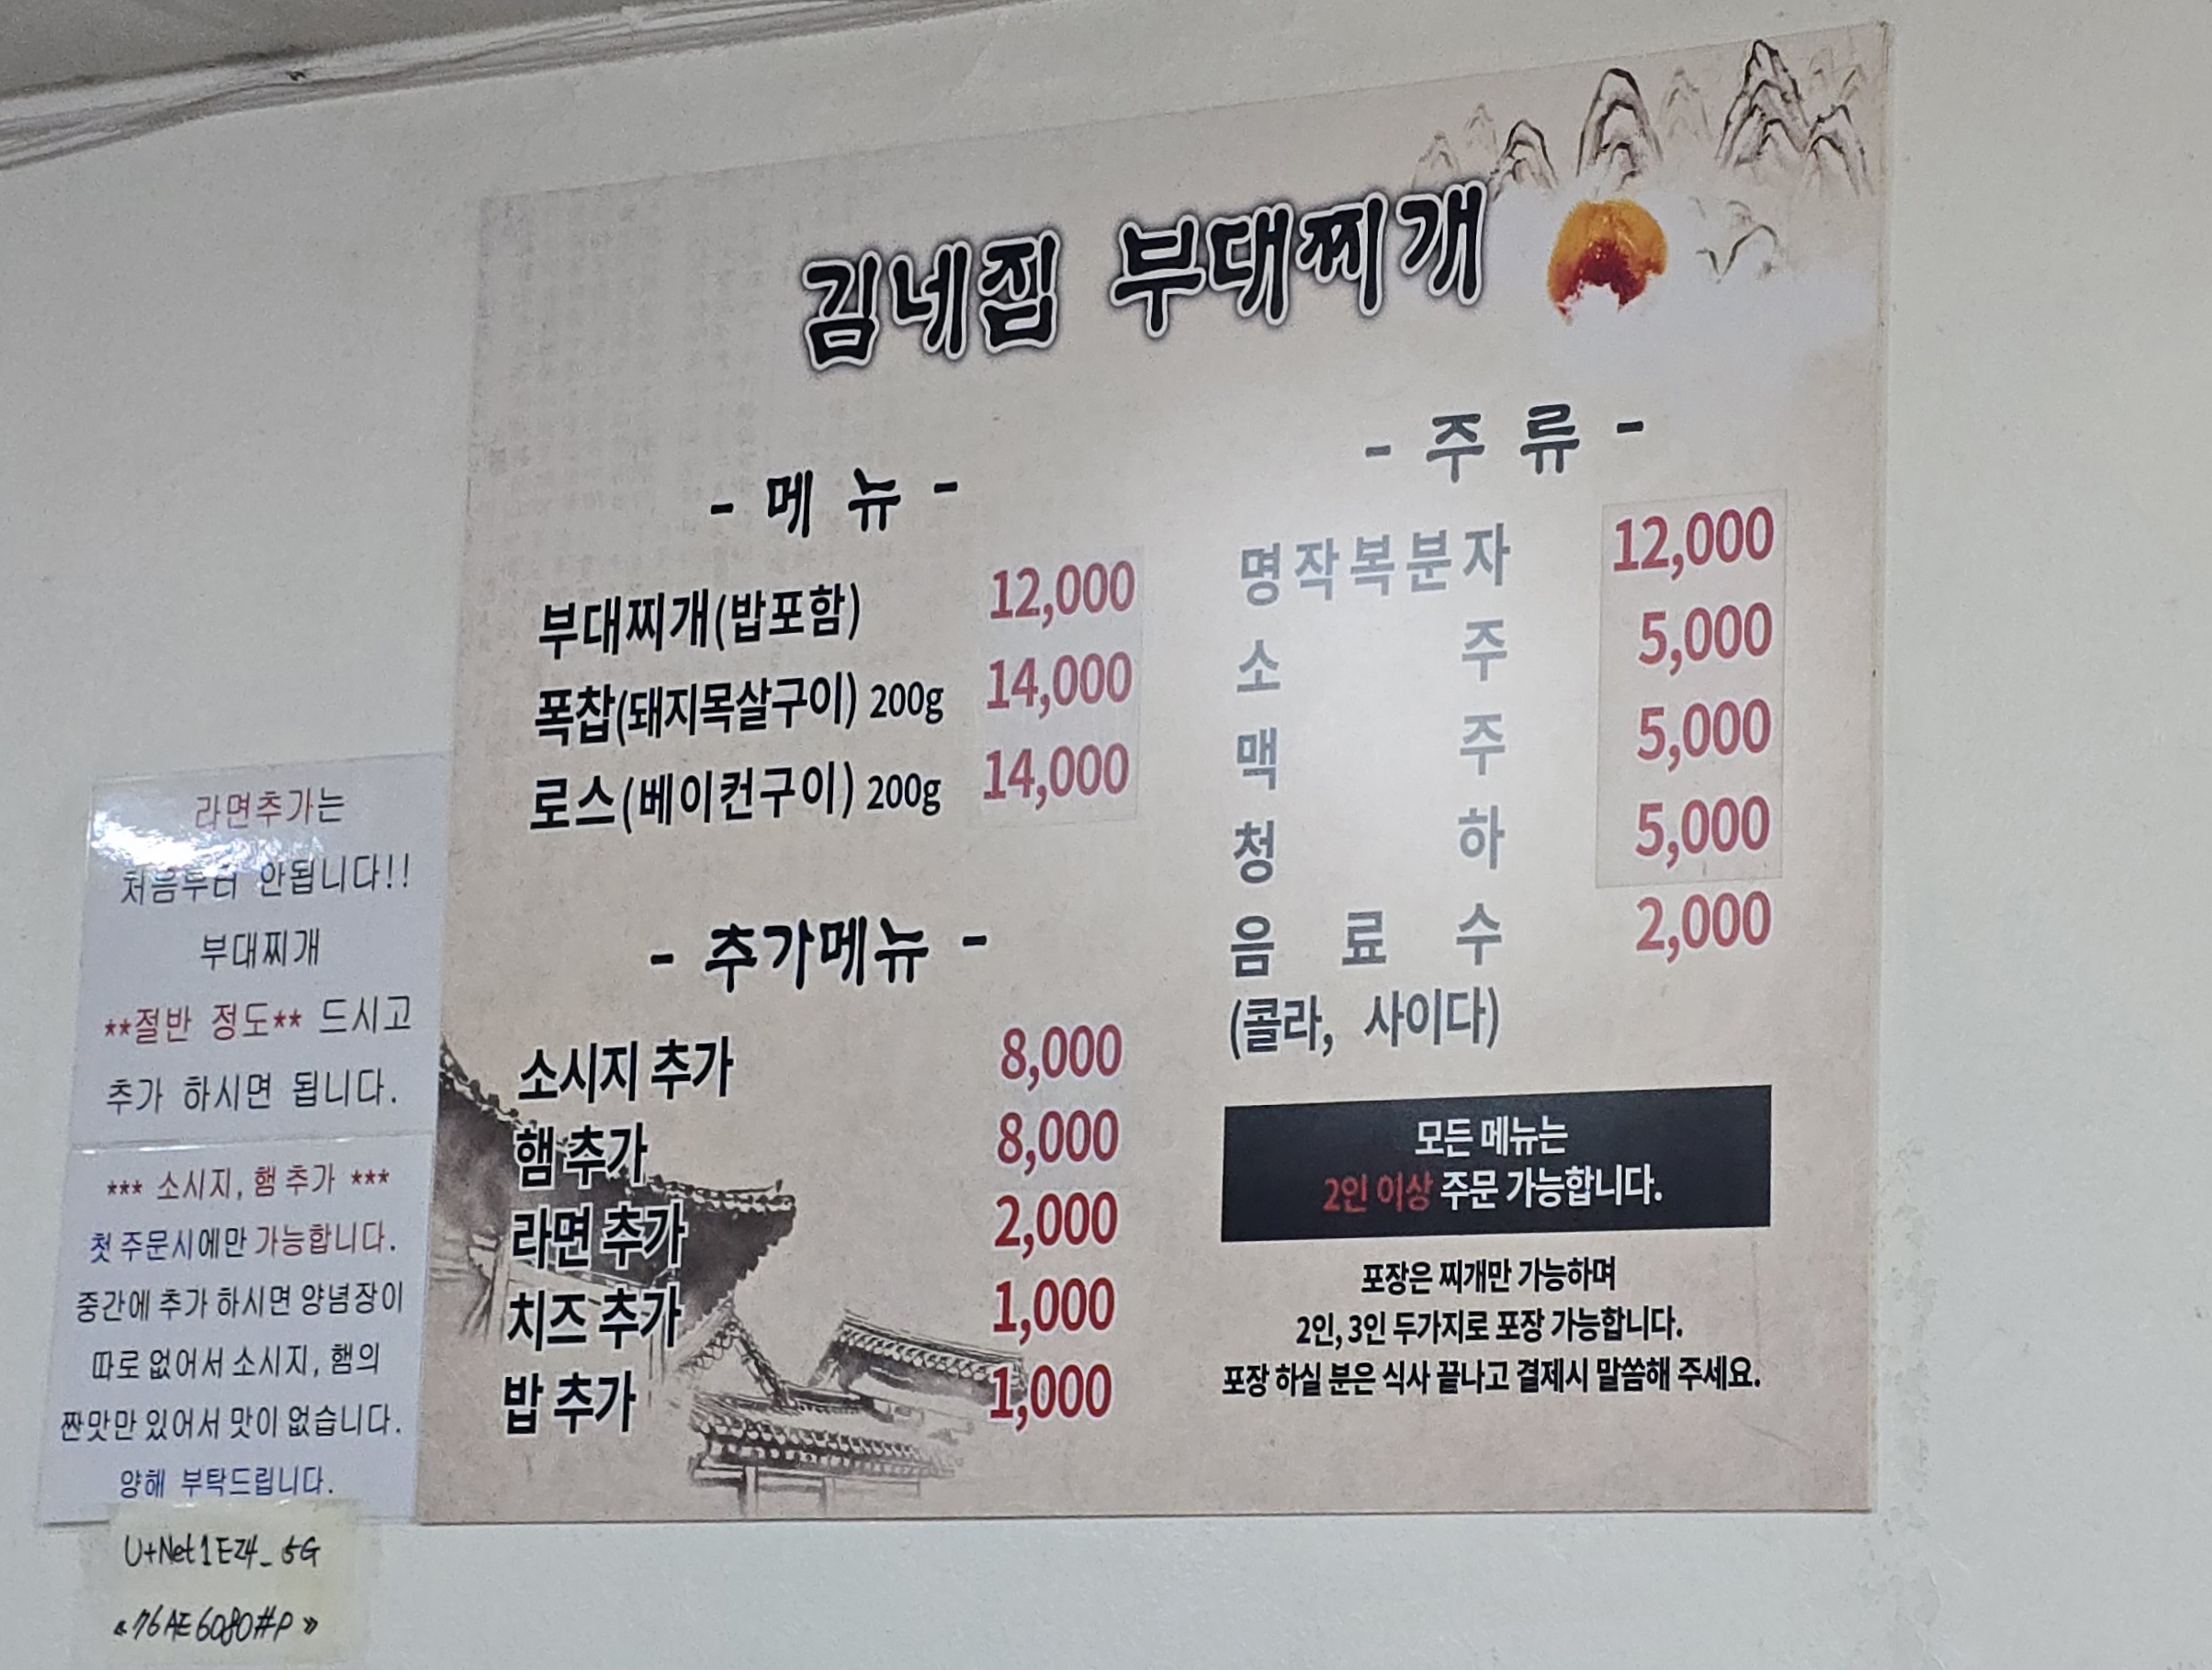 김네집 부대찌개
- 메 뉴 -
부대찌개(밥포함) 12,000
폭찹(돼지목살구이) 200g 14,000
로스(베이컨구이) 200g 14,000
- 추가메뉴 -
소시지 추가 8,000
햄 추가 8,000
라면 추가 2,000
치즈 추가 1,000
밥 추가 1,000
- 주 류 -
명작복분자 12,000
소 주 5,000
맥 주 5,000
청 하 5,000
음 료 수 2,000
(콜라, 사이다)
모든 메뉴는
2인 이상 주문 가능합니다.
포장은 찌개만 가능하며
2인, 3인 두가지로 포장 가능합니다.
포장 하실 분은 식사 끝나고 결제시 말씀해 주세요.
라면추가는
처음부터 안됩니다!!
부대찌개
**절반 정도** 드시고
추가 하시면 됩니다.
*** 소시지, 햄 추가 ***
첫 주문시에만 가능합니다.
중간에 추가 하시면 양념장이
따로 없어서 소시지, 햄의
짠맛만 있어서 맛이 없습니다.
양해 부탁드립니다.
U+Net1E24_5G
«76AE6080#P»